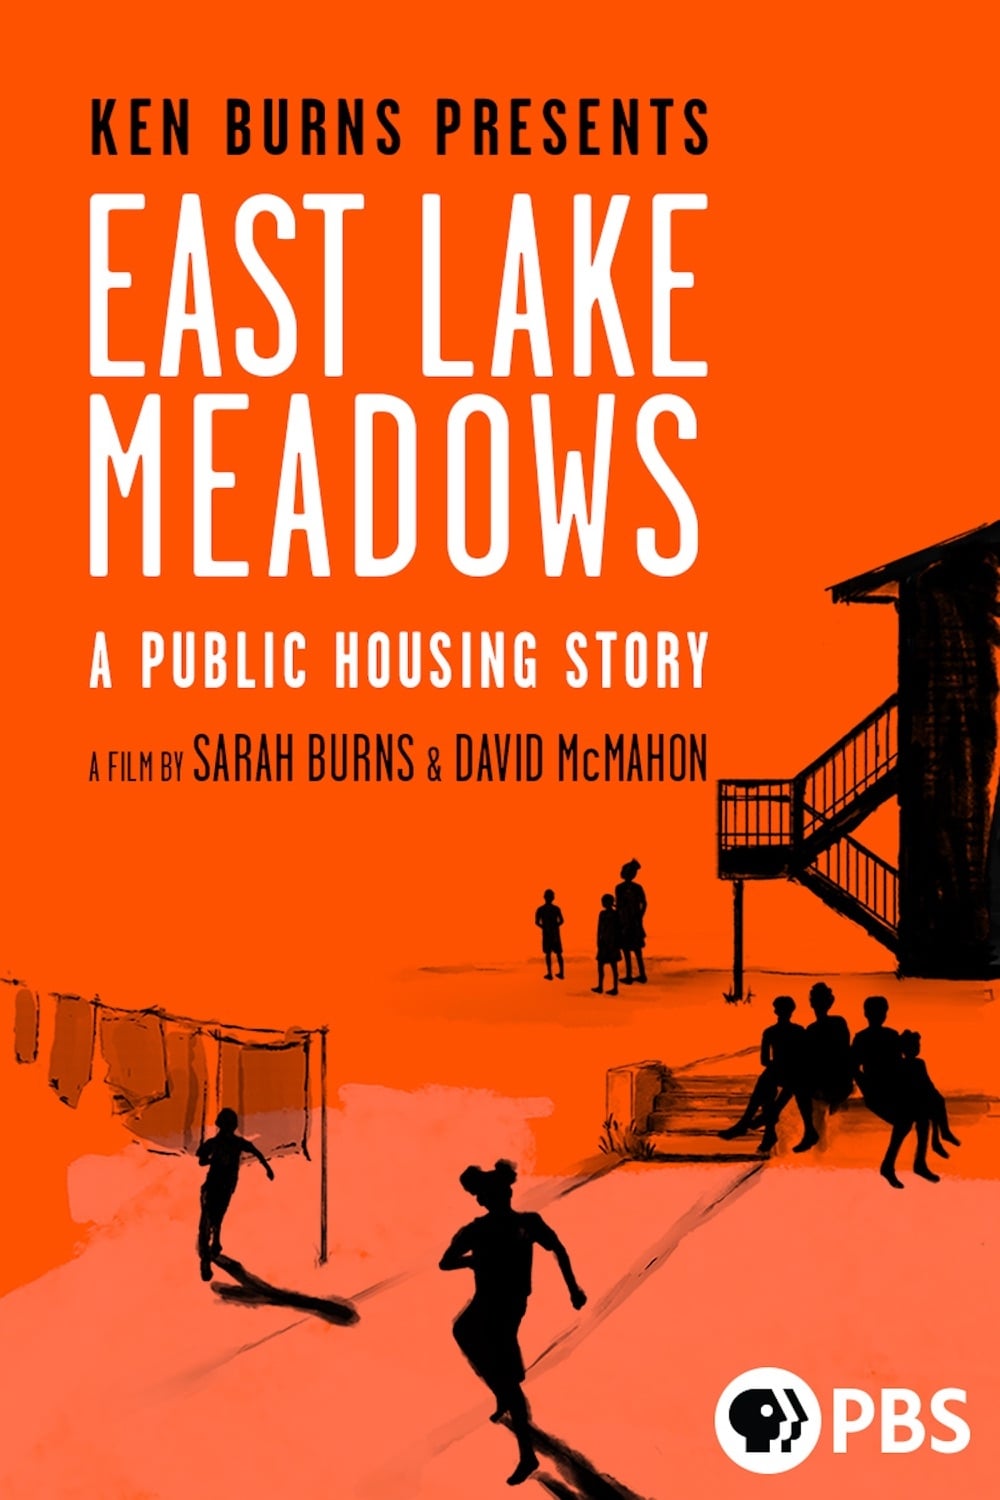 KEN BURNS PRESENTS
EAST LAKE
MEADOWS
A PUBLIC HOUSING STORY
A FILM BY SARAH BURNS & DAVID McMAHON
PBS